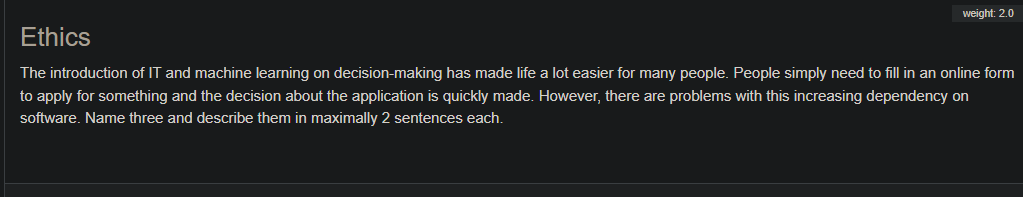 weight: 2.0
Ethics
The introduction of IT and machine learning on decision-making has made life a lot easier for many people. People simply need to fill in an online form
to apply for something and the decision about the application is quickly made. However, there are problems with this increasing dependency on
software. Name three and describe them in maximally 2 sentences each.